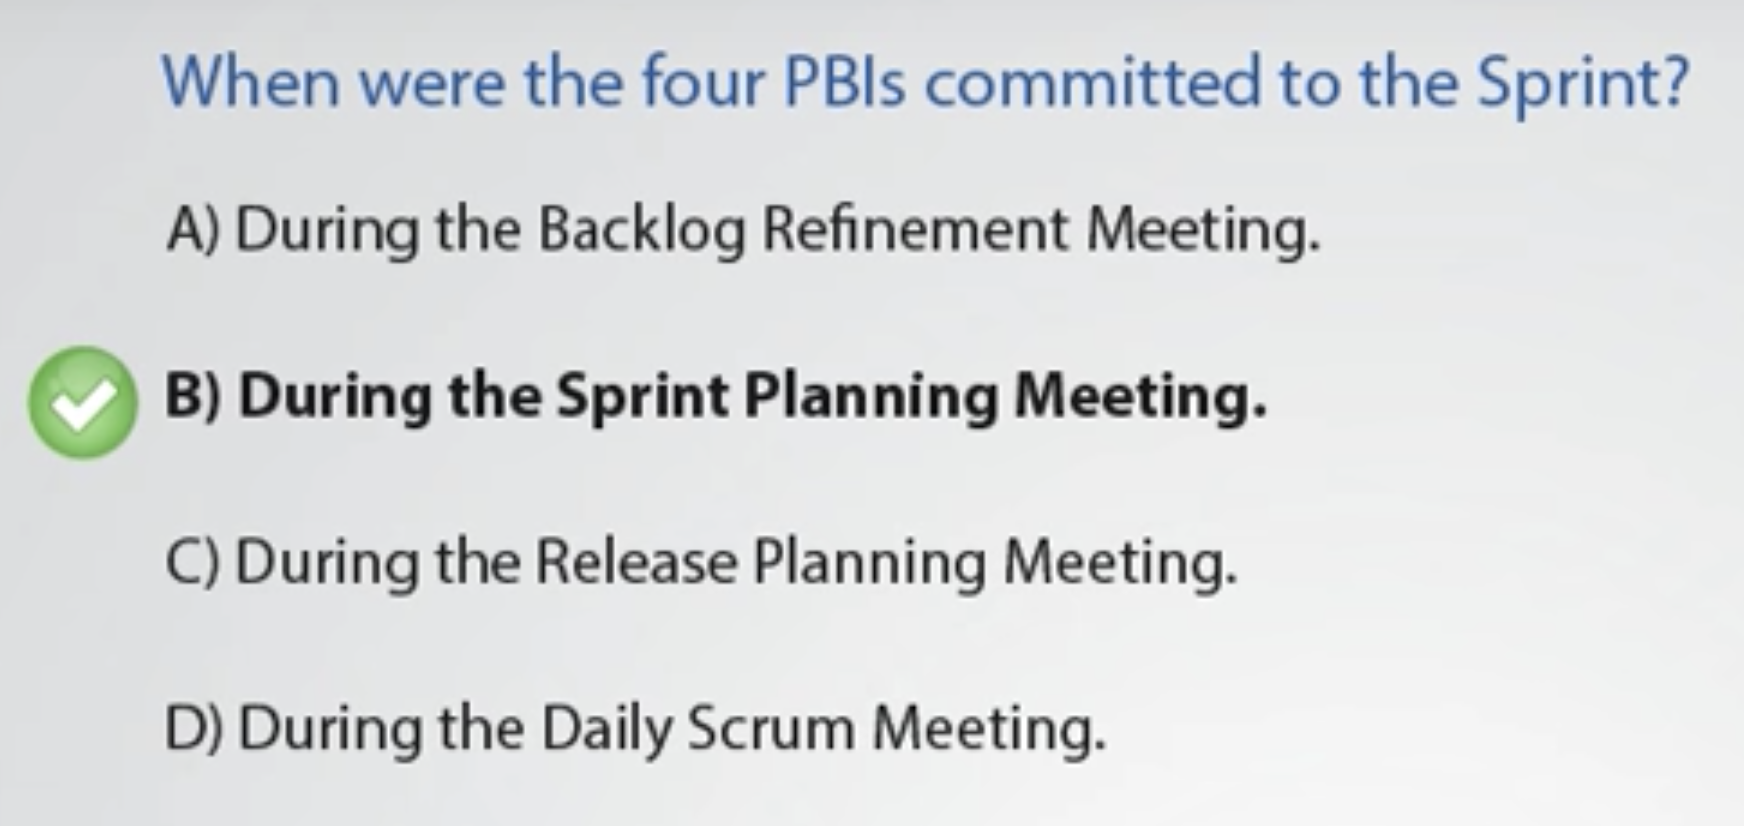 When were the four PBIs committed to the Sprint?
A) During the Backlog Refinement Meeting.
B) During the Sprint Planning Meeting.
C) During the Release Planning Meeting.
D) During the Daily Scrum Meeting.